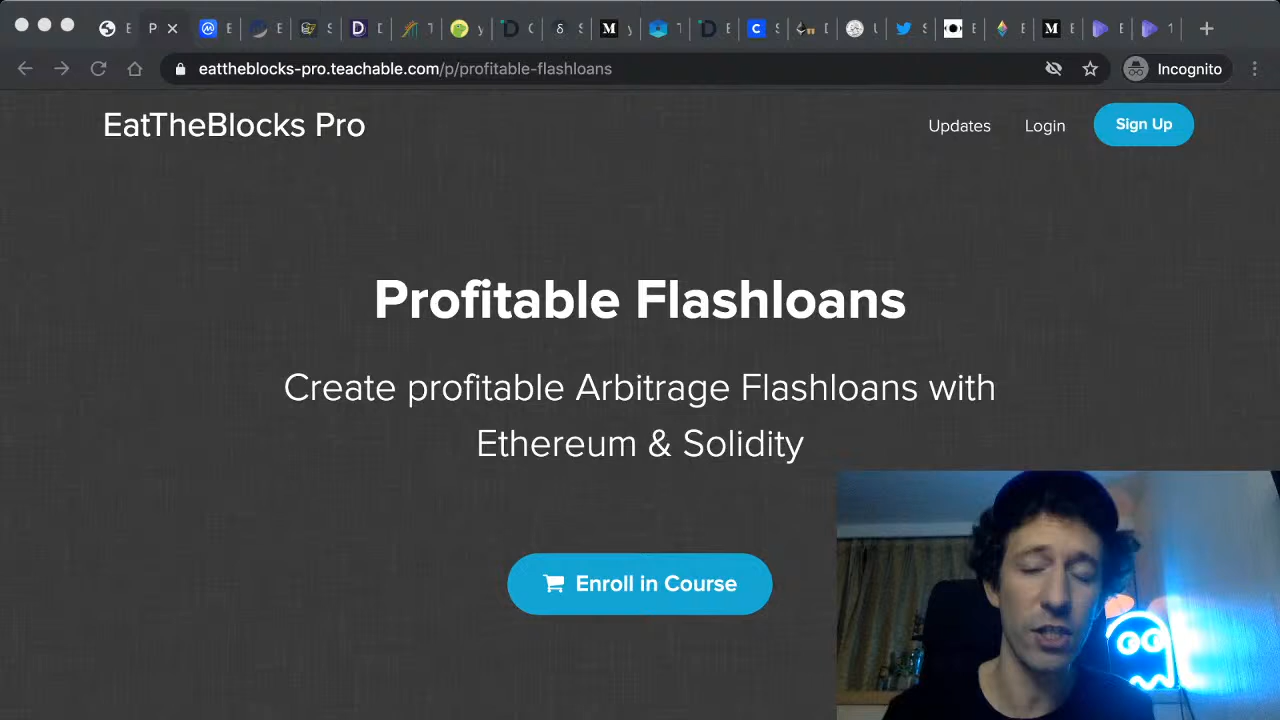 E
P
E
E
S
D
T
y
C
S
y
T
E
S
E
U
S
E
E
E
E
1
eattheblocks-pro.teachable.com/p/profitable-flashloans
Incognito
EatTheBlocks Pro
Updates
Login
Sign Up
Profitable Flashloans
Create profitable Arbitrage Flashloans with
Ethereum & Solidity
Enroll in Course